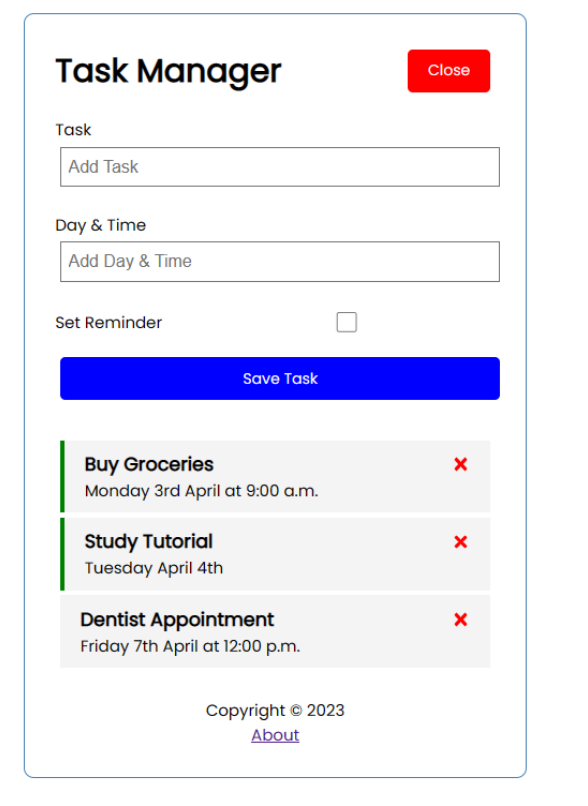 Task Manager
Close
Task
Add Task
Day & Time
Add Day & Time
Set Reminder
Save Task
Buy Groceries
Monday 3rd April at 9:00 a.m.
Study Tutorial
Tuesday April 4th
Dentist Appointment
Friday 7th April at 12:00 p.m.
Copyright © 2023
About